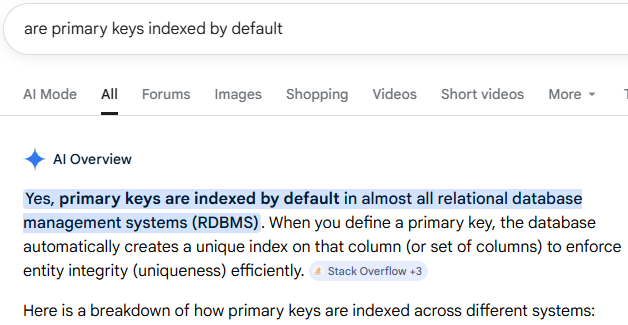 are primary keys indexed by default
AI Mode All Forums Images Shopping Videos Short videos More
AI Overview
Yes, primary keys are indexed by default in almost all relational database
management systems (RDBMS). When you define a primary key, the database
automatically creates a unique index on that column (or set of columns) to enforce
entity integrity (uniqueness) efficiently. Stack Overflow +3
Here is a breakdown of how primary keys are indexed across different systems: